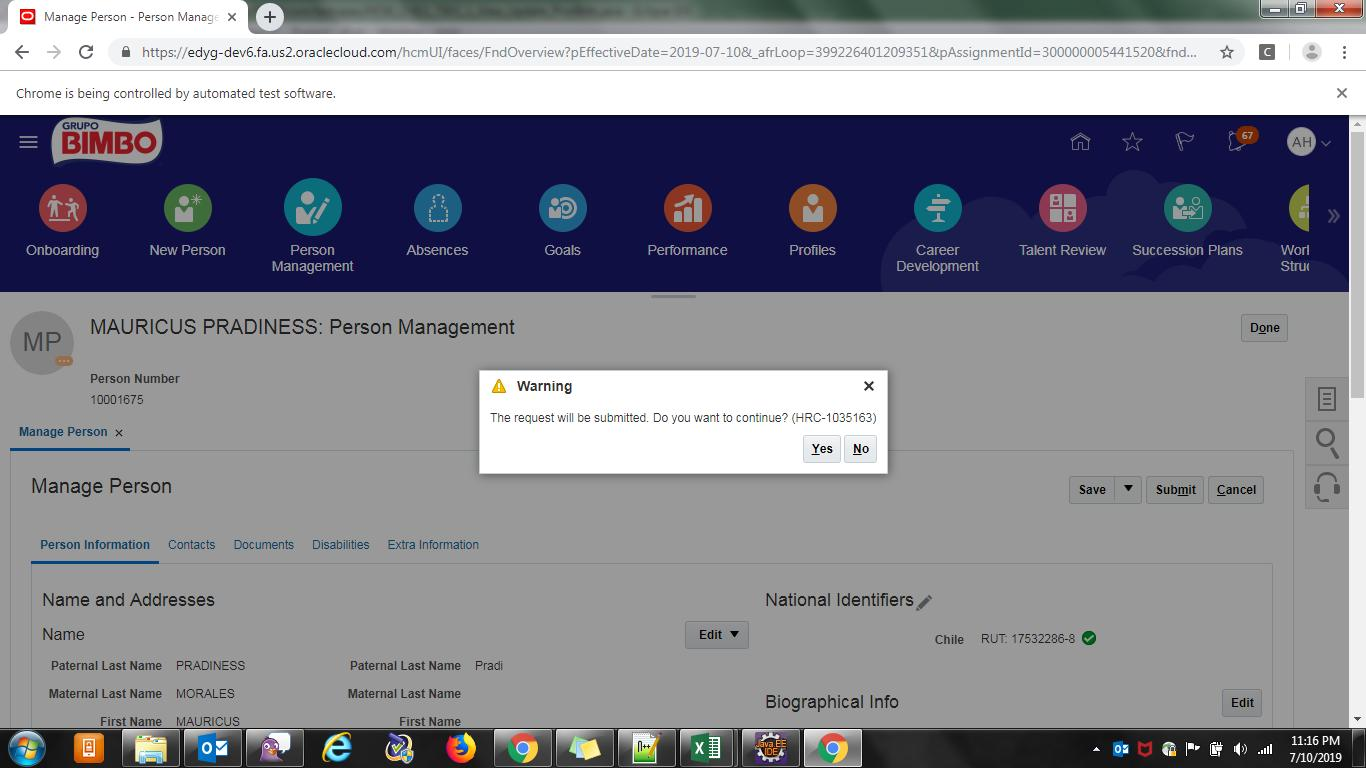 Manage Person - Person Manage
https://edyg-dev6.fa.us2.oraclecloud.com/hcmUI/faces/FndOverview?pEffectiveDate=2019-07-10&_afrLoop=399226401209351&pAssignmentId=300000005441520&fnd...
C
Chrome is being controlled by automated test software.
GRUPO
BIMBO
67
AH
Onboarding
New Person
Person
Management
Absences
Goals
Performance
Profiles
Career
Development
Talent Review
Succession Plans
Worl
Struc
MP
MAURICUS PRADINESS: Person Management
Done
Person Number
10001675
Warning
The request will be submitted. Do you want to continue? (HRC-1035163)
Yes No
Manage Person
Manage Person
Save Submit Cancel
Person Information Contacts Documents Disabilities Extra Information
Name and Addresses
National Identifiers
Name
Edit
Chile RUT: 17532286-8
Paternal Last Name PRADINESS Paternal Last Name Pradi
Maternal Last Name MORALES Maternal Last Name
Biographical Info
Edit
First Name MAURICUS First Name
Java EE
IDE
11:16 PM
7/10/2019